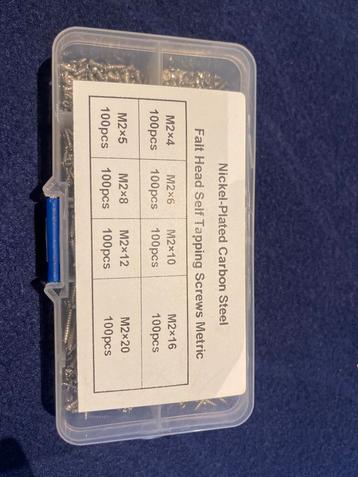 Nickel-Plated Carbon Steel
Falt Head Self Tapping Screws Metric
M2×4
100pcs
M2×6
100pcs
M2×10
100pcs
M2×16
100pcs
M2×5
100pcs
M2×8
100pcs
M2×12
100pcs
M2×20
100pcs